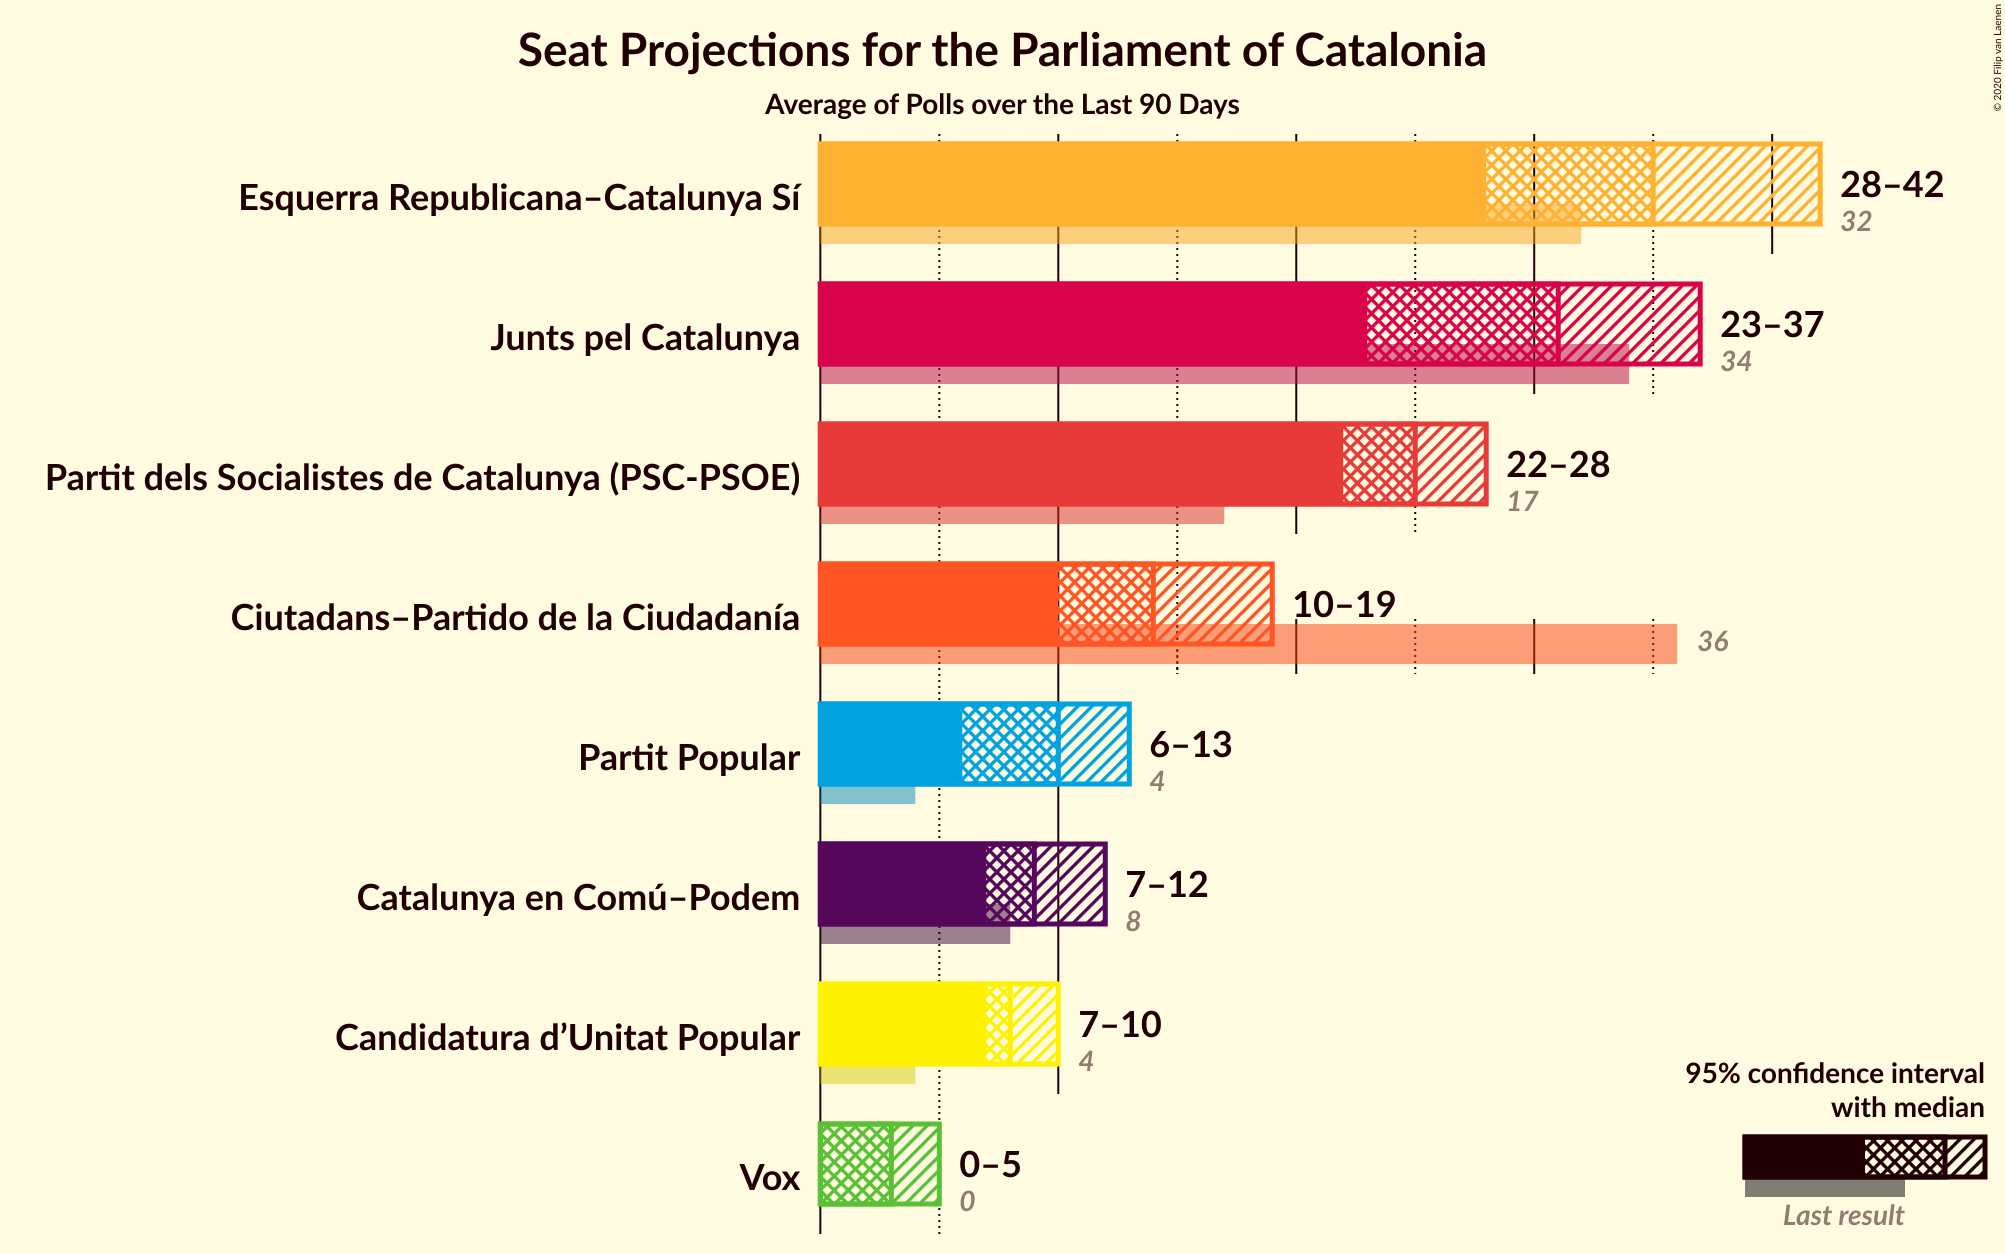 Seat Projections for the Parliament of Catalonia
Average of Polls over the Last 90 Days
© 2020 Filip van Laenen
Esquerra Republicana–Catalunya Sí
28–42
32
Junts pel Catalunya
23–37
34
Partit dels Socialistes de Catalunya (PSC-PSOE)
22–28
17
Ciutadans–Partido de la Ciudadanía
10–19
36
Partit Popular
6–13
4
Catalunya en Comú–Podem
7–12
8
Candidatura d’Unitat Popular
7–10
4
Vox
0–5
0
95% confidence interval
with median
Last result